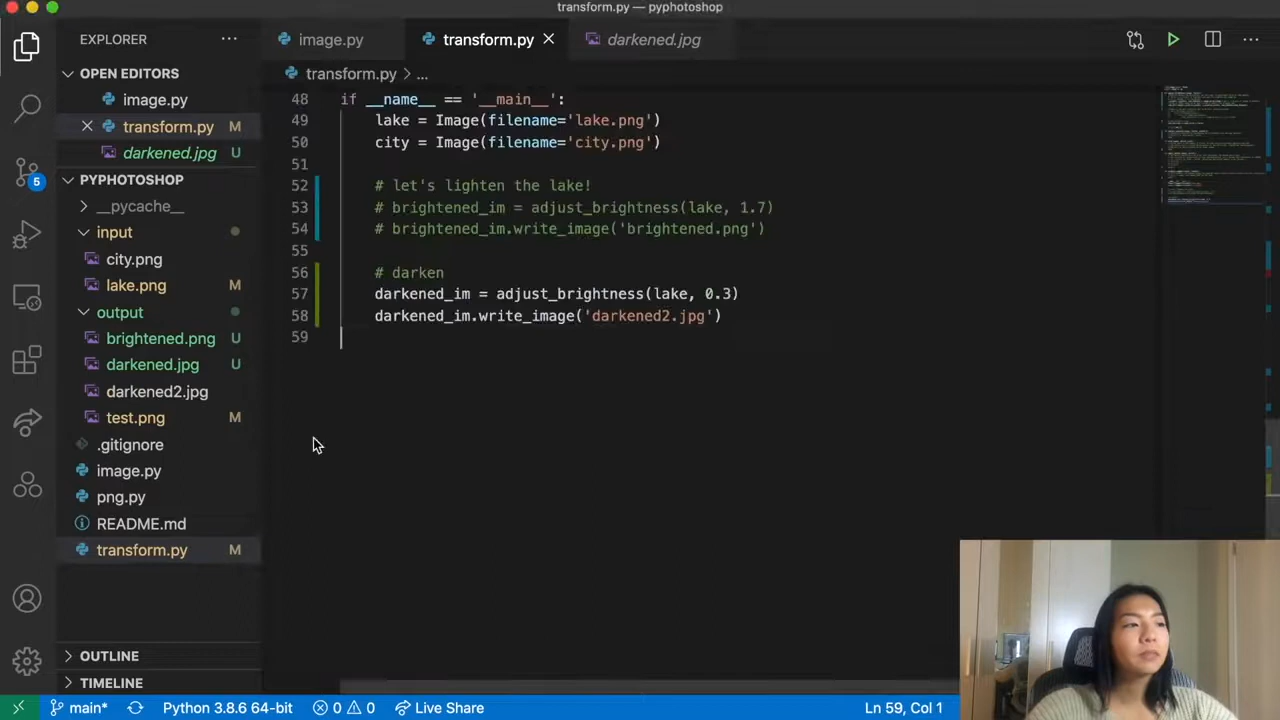 transform.py — pyphotoshop
EXPLORER
image.py
transform.py
darkened.jpg
OPEN EDITORS
image.py
transform.py M
darkened.jpg U
PYPHOTOSHOP
__pycache__
input
city.png
lake.png M
output
brightened.png U
darkened.jpg U
darkened2.jpg
test.png M
.gitignore
image.py
png.py
README.md
transform.py M
OUTLINE
TIMELINE
transform.py > ...
48 if __name__ == '__main__':
49 lake = Image(filename='lake.png')
50 city = Image(filename='city.png')
51
52 # let's lighten the lake!
53 # brightened_im = adjust_brightness(lake, 1.7)
54 # brightened_im.write_image('brightened.png')
55
56 # darken
57 darkened_im = adjust_brightness(lake, 0.3)
58 darkened_im.write_image('darkened2.jpg')
59
5
main* Python 3.8.6 64-bit 0 0 Live Share Ln 59, Col 1